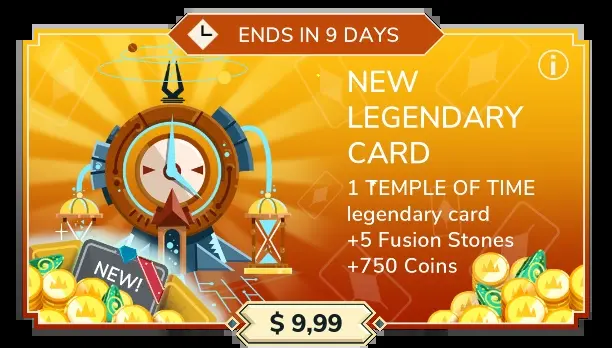 ENDS IN 9 DAYS
i
NEW
LEGENDARY
CARD
1 TEMPLE OF TIME
legendary card
+5 Fusion Stones
+750 Coins
NEW!
$ 9,99